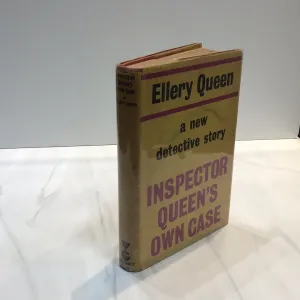 Ellery Queen
a new
detective story
INSPECTOR
QUEEN'S
OWN CASE